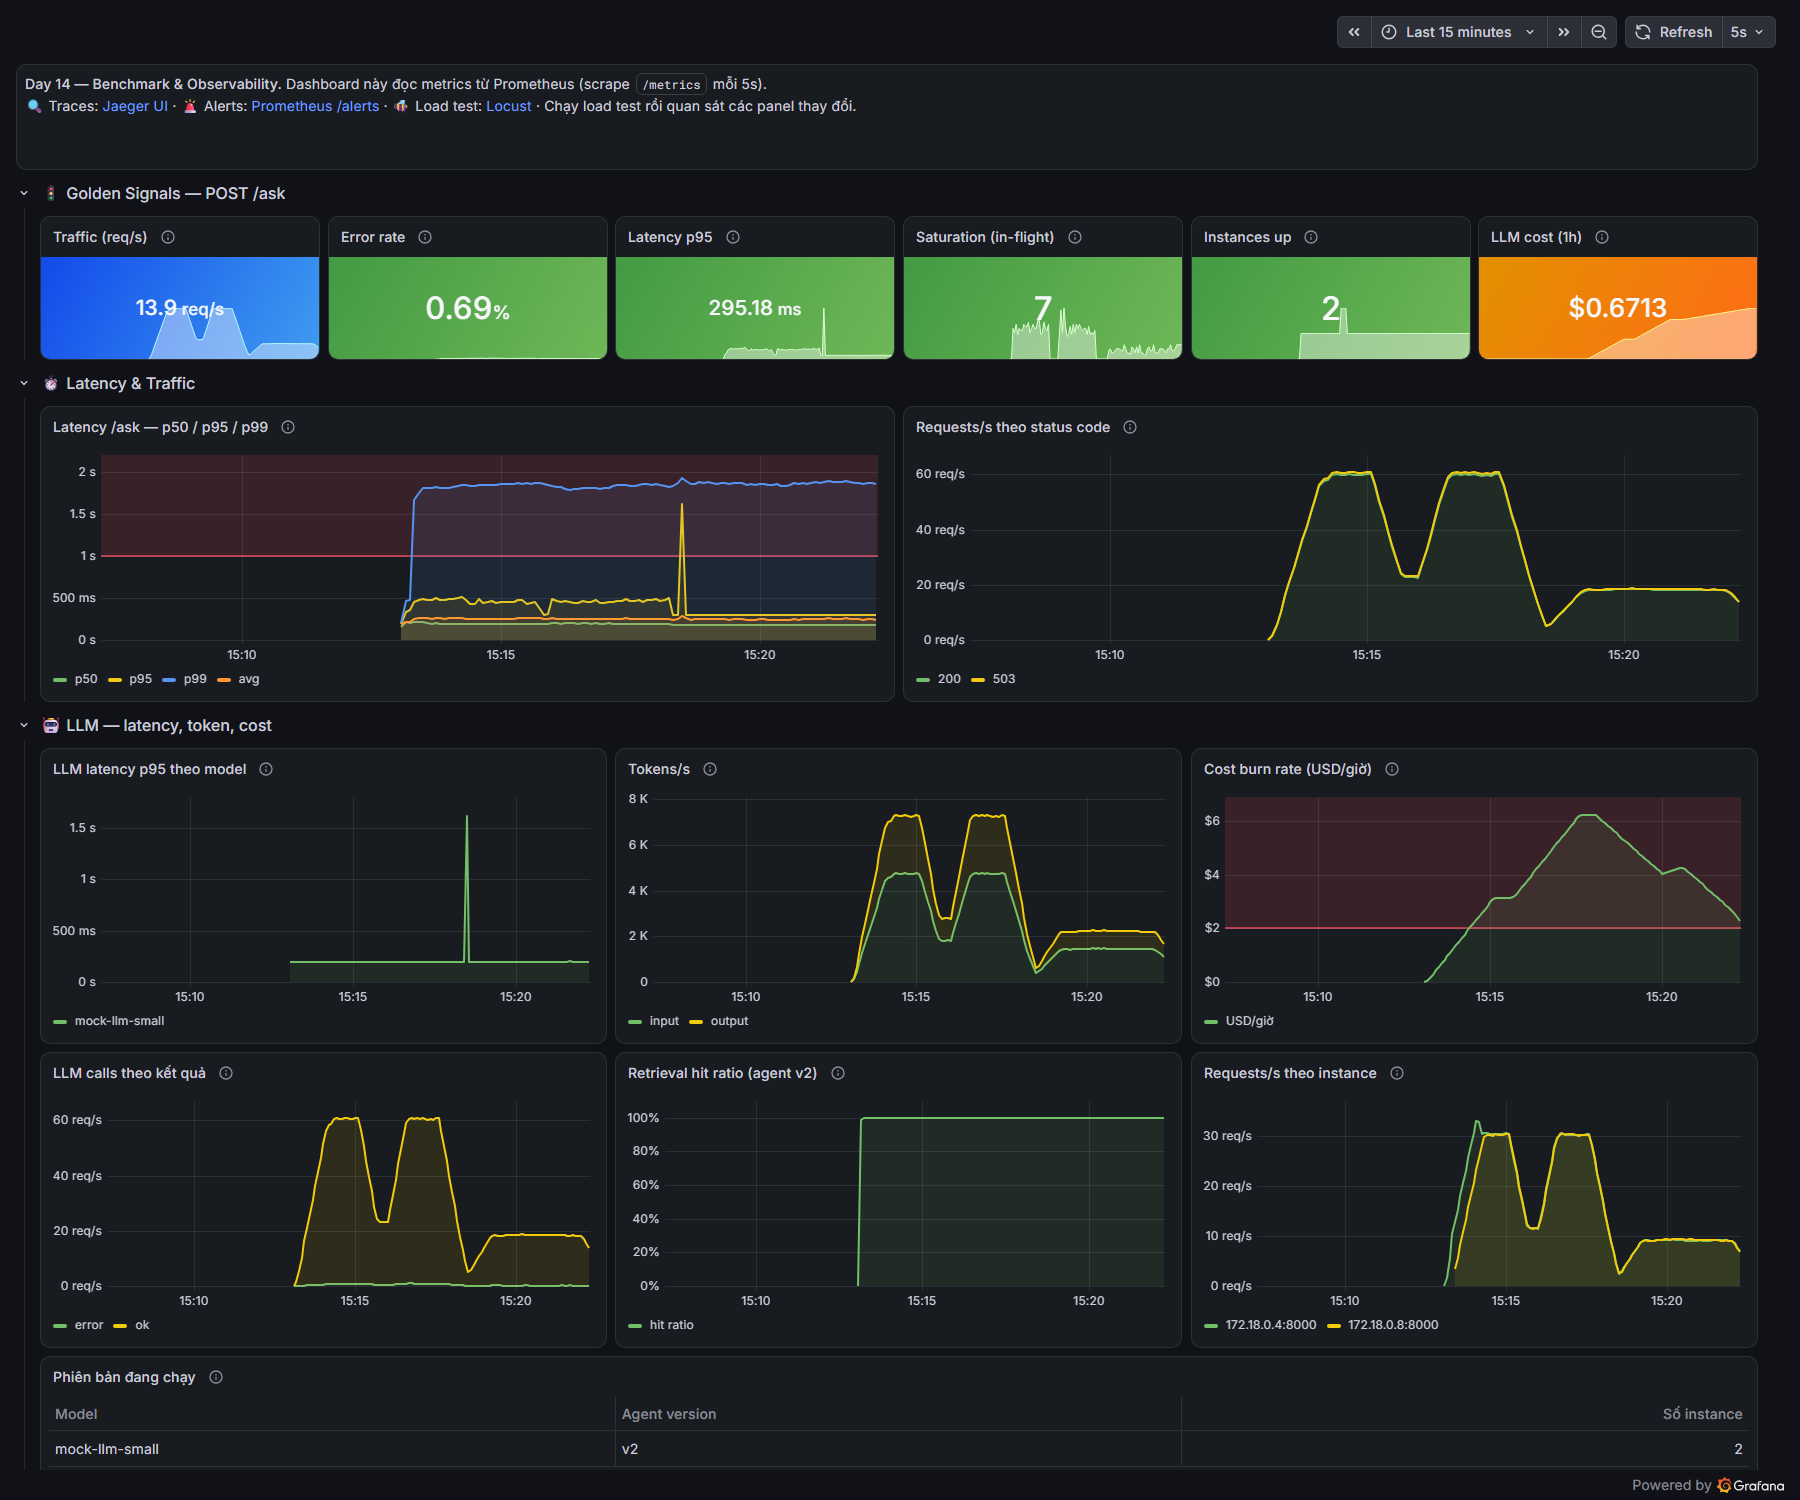 Last 15 minutes
Refresh
5s
Day 14 — Benchmark & Observability. Dashboard này đọc metrics từ Prometheus (scrape /metrics mỗi 5s).
Traces: Jaeger UI · Alerts: Prometheus /alerts · Load test: Locust · Chạy load test rồi quan sát các panel thay đổi.
Golden Signals — POST /ask
Traffic (req/s)
13.9 req/s
Error rate
0.69%
Latency p95
295.18 ms
Saturation (in-flight)
7
Instances up
2
LLM cost (1h)
$0.6713
Latency & Traffic
Latency /ask — p50 / p95 / p99
2 s
1.5 s
1 s
500 ms
0 s
15:10 15:15 15:20
p50 p95 p99 avg
Requests/s theo status code
60 req/s
40 req/s
20 req/s
0 req/s
15:10 15:15 15:20
200 503
LLM — latency, token, cost
LLM latency p95 theo model
1.5 s
1 s
500 ms
0 s
15:10 15:15 15:20
mock-llm-small
Tokens/s
8 K
6 K
4 K
2 K
0
15:10 15:15 15:20
input output
Cost burn rate (USD/giờ)
$6
$4
$2
$0
15:10 15:15 15:20
USD/giờ
LLM calls theo kết quả
60 req/s
40 req/s
20 req/s
0 req/s
15:10 15:15 15:20
error ok
Retrieval hit ratio (agent v2)
100%
80%
60%
40%
20%
0%
15:10 15:15 15:20
hit ratio
Requests/s theo instance
30 req/s
20 req/s
10 req/s
0 req/s
15:10 15:15 15:20
172.18.0.4:8000 172.18.0.8:8000
Phiên bản đang chạy
Model Agent version Số instance
mock-llm-small v2 2
Powered by Grafana